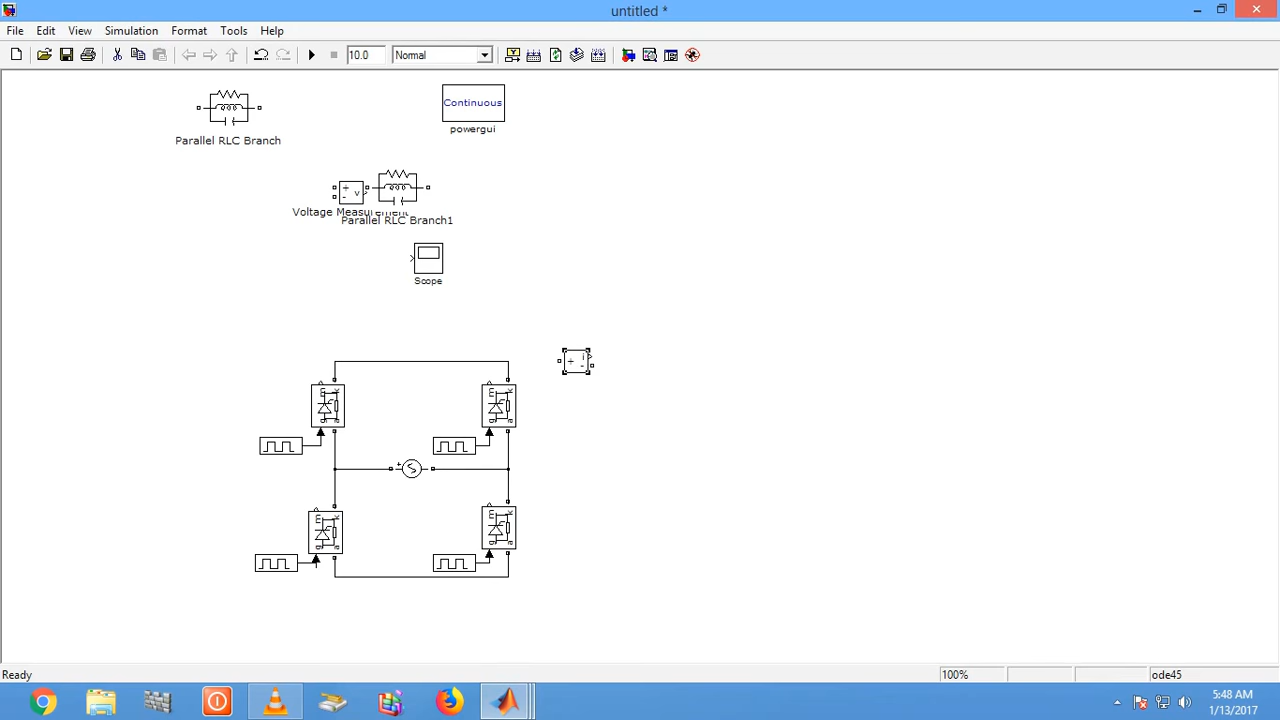 untitled *
File Edit View Simulation Format Tools Help
10.0 Normal
Continuous
powergui
Parallel RLC Branch
+ - v
Voltage Measurement
Parallel RLC Branch1
Scope
+ i -
m k m k
g a g a
+
m k m k
g a g a
Ready 100% ode45
5:48 AM
1/13/2017